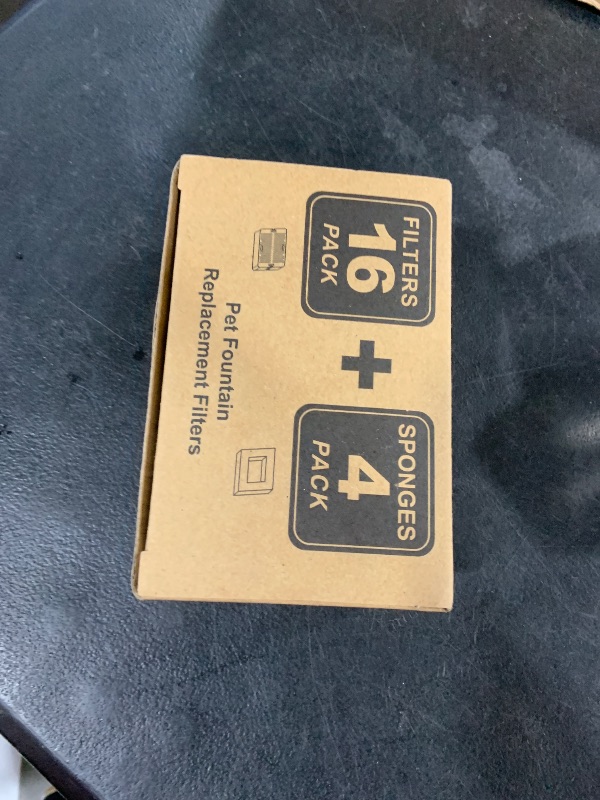 FILTERS
16
PACK
+
SPONGES
4
PACK
Pet Fountain
Replacement Filters